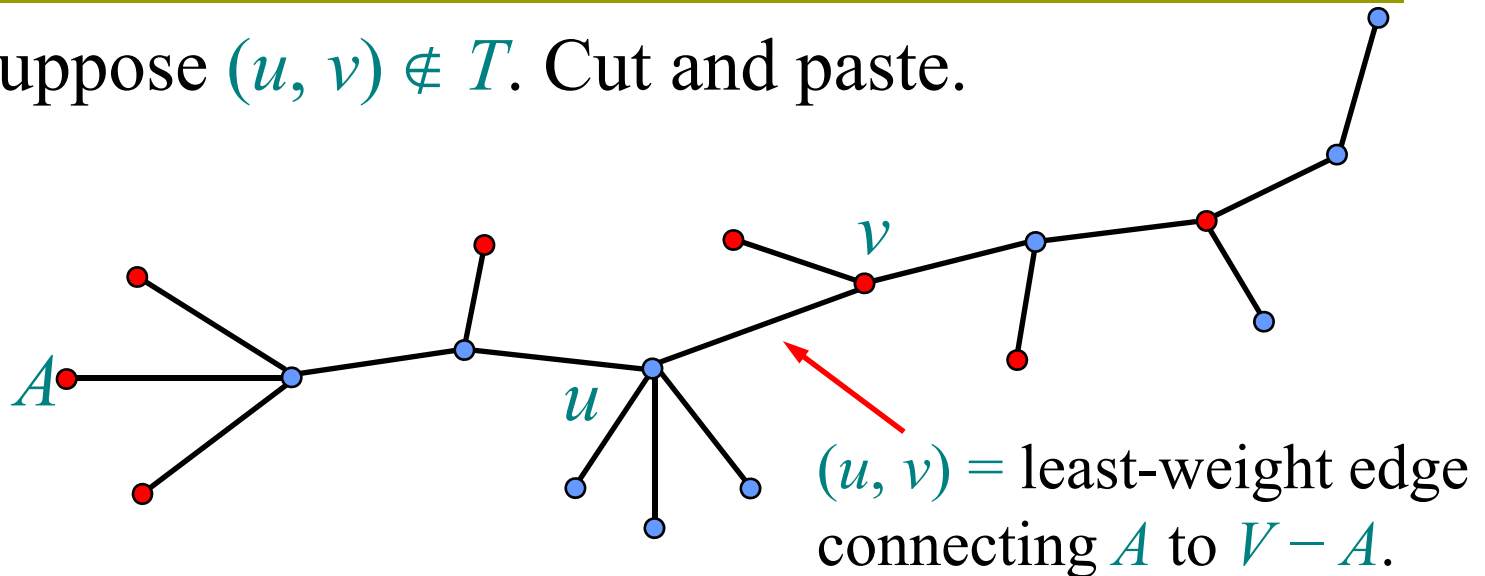 uppose (u, v) ∉ T. Cut and paste.
v
A
u
(u, v) = least-weight edge
connecting A to V − A.